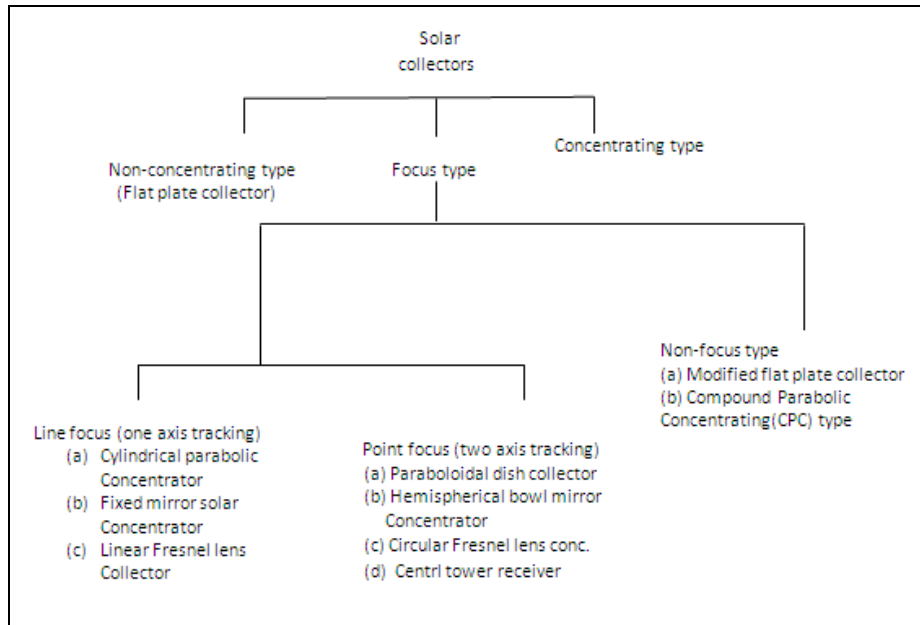 Solar
collectors
Non-concentrating type
(Flat plate collector)
Focus type
Concentrating type
Non-focus type
(a) Modified flat plate collector
(b) Compound Parabolic
Concentrating(CPC) type
Line focus (one axis tracking)
(a) Cylindrical parabolic
Concentrator
(b) Fixed mirror solar
Concentrator
(c) Linear Fresnel lens
Collector
Point focus (two axis tracking)
(a) Paraboloidal dish collector
(b) Hemispherical bowl mirror
Concentrator
(c) Circular Fresnel lens conc.
(d) Centrl tower receiver